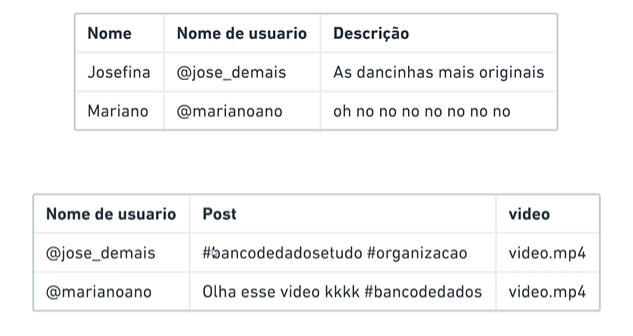 Nome Nome de usuario Descrição
Josefina @jose_demais As dancinhas mais originais
Mariano @marianoano oh no no no no no no no
Nome de usuario Post video
@jose_demais #bancodedadosetudo #organizacao video.mp4
@marianoano Olha esse video kkkk #bancodedados video.mp4